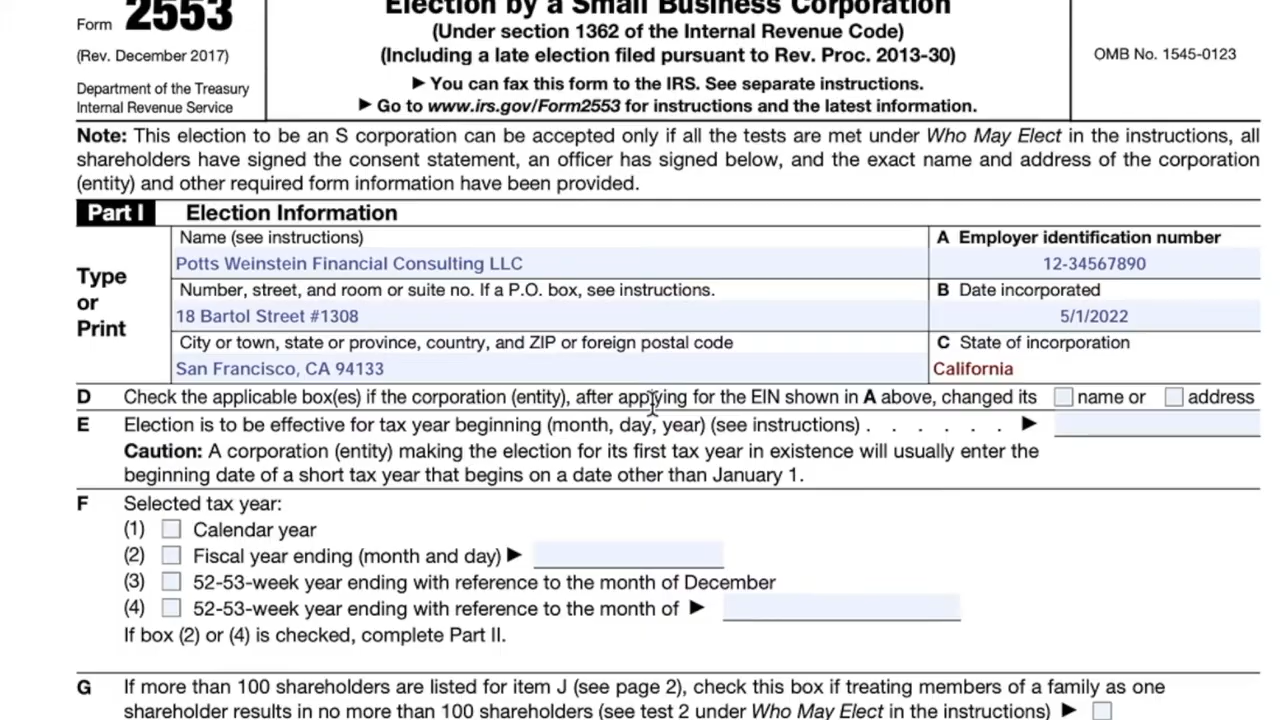 Form 2553
Election by a Small Business Corporation
(Under section 1362 of the Internal Revenue Code)
(Rev. December 2017)
(Including a late election filed pursuant to Rev. Proc. 2013-30)
OMB No. 1545-0123
Department of the Treasury
Internal Revenue Service
▶ You can fax this form to the IRS. See separate instructions.
▶ Go to www.irs.gov/Form2553 for instructions and the latest information.
Note: This election to be an S corporation can be accepted only if all the tests are met under Who May Elect in the instructions, all
shareholders have signed the consent statement, an officer has signed below, and the exact name and address of the corporation
(entity) and other required form information have been provided.
Part I Election Information
Type
or
Print
Name (see instructions)
Potts Weinstein Financial Consulting LLC
A Employer identification number
12-34567890
Number, street, and room or suite no. If a P.O. box, see instructions.
18 Bartol Street #1308
B Date incorporated
5/1/2022
City or town, state or province, country, and ZIP or foreign postal code
San Francisco, CA 94133
C State of incorporation
California
D Check the applicable box(es) if the corporation (entity), after applying for the EIN shown in A above, changed its name or address
E Election is to be effective for tax year beginning (month, day, year) (see instructions) . . . . . . ▶
Caution: A corporation (entity) making the election for its first tax year in existence will usually enter the
beginning date of a short tax year that begins on a date other than January 1.
F Selected tax year:
(1) Calendar year
(2) Fiscal year ending (month and day) ▶
(3) 52-53-week year ending with reference to the month of December
(4) 52-53-week year ending with reference to the month of ▶
If box (2) or (4) is checked, complete Part II.
G If more than 100 shareholders are listed for item J (see page 2), check this box if treating members of a family as one
shareholder results in no more than 100 shareholders (see test 2 under Who May Elect in the instructions) ▶